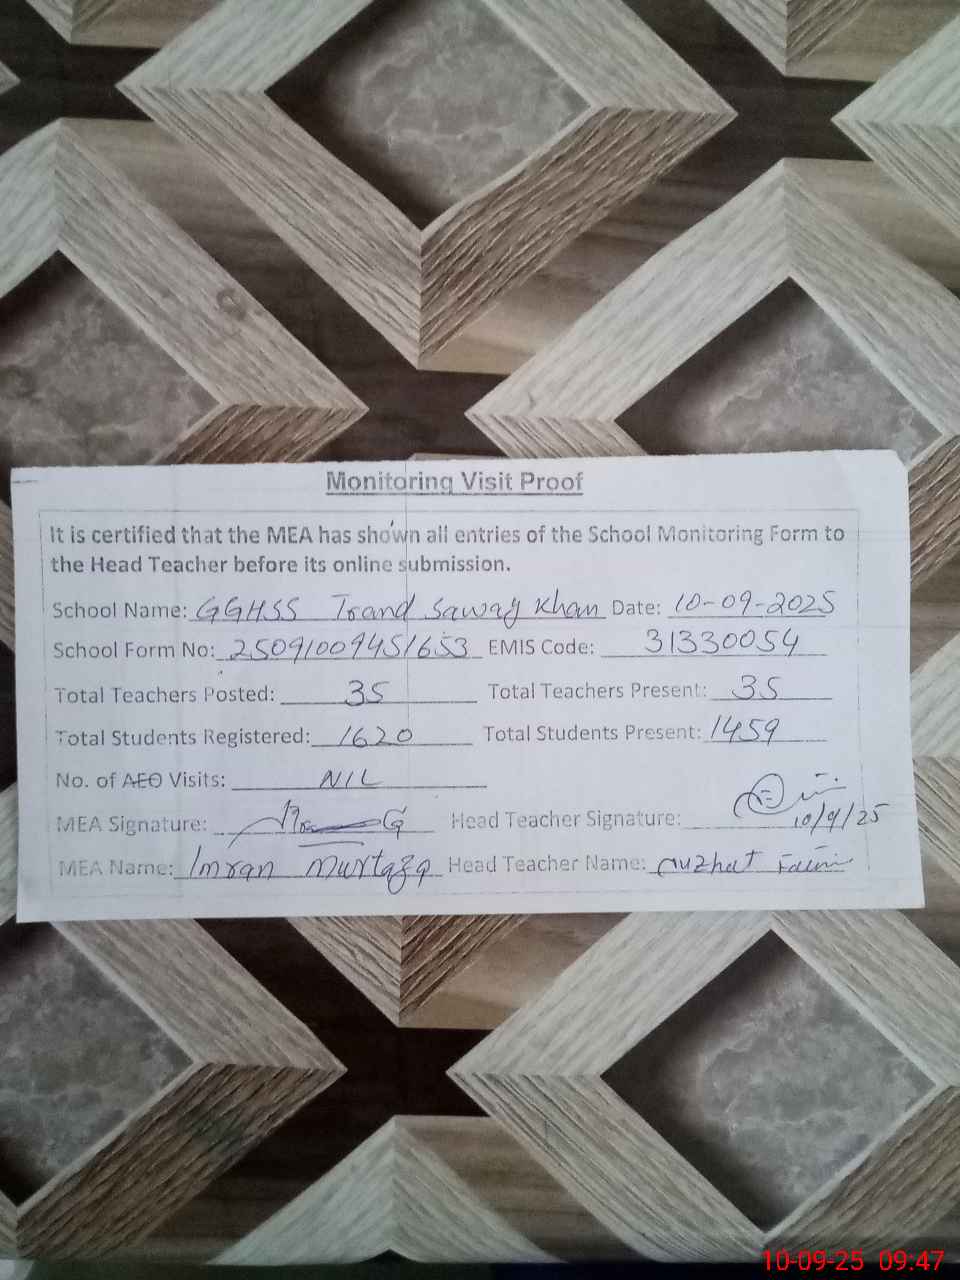 Monitoring Visit Proof
It is certified that the MEA has shown all entries of the School Monitoring Form to
the Head Teacher before its online submission.
School Name: GGHSS Trand Saway Khan Date: 10-09-2025
School Form No: 25091009451653 EMIS Code: 31330054
Total Teachers Posted: 35 Total Teachers Present: 35
Total Students Registered: 1620 Total Students Present: 1459
No. of AEO Visits: NIL
MEA Signature: Head Teacher Signature: 10/9/25
MEA Name: Imran Murtaza Head Teacher Name: Nuzhat
10-09-25 09:47